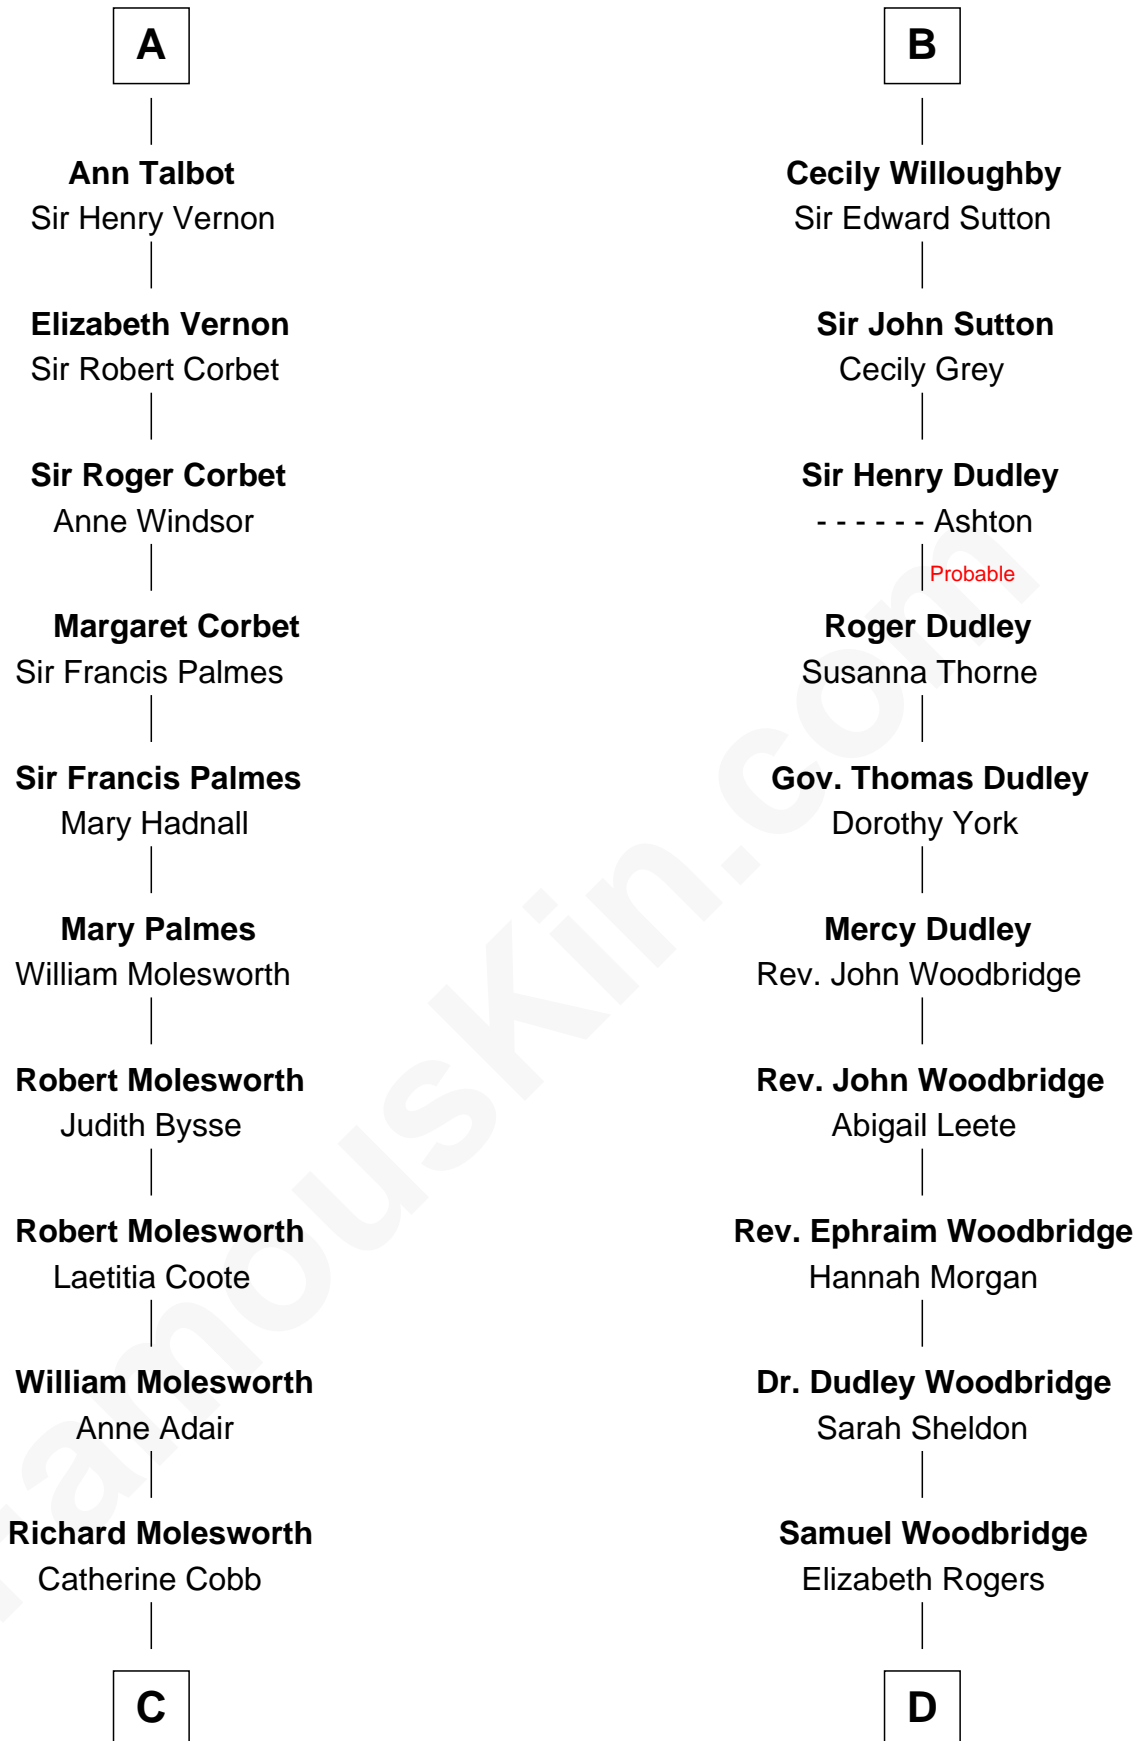 A
Ann Talbot
Sir Henry Vernon
Elizabeth Vernon
Sir Robert Corbet
Sir Roger Corbet
Anne Windsor
Margaret Corbet
Sir Francis Palmes
Sir Francis Palmes
Mary Hadnall
Mary Palmes
William Molesworth
Robert Molesworth
Judith Bysse
Robert Molesworth
Laetitia Coote
William Molesworth
Anne Adair
Richard Molesworth
Catherine Cobb
C
B
Cecily Willoughby
Sir Edward Sutton
Sir John Sutton
Cecily Grey
Sir Henry Dudley
- - - - - - Ashton
Probable
Roger Dudley
Susanna Thorne
Gov. Thomas Dudley
Dorothy York
Mercy Dudley
Rev. John Woodbridge
Rev. John Woodbridge
Abigail Leete
Rev. Ephraim Woodbridge
Hannah Morgan
Dr. Dudley Woodbridge
Sarah Sheldon
Samuel Woodbridge
Elizabeth Rogers
D
FamousKin.com